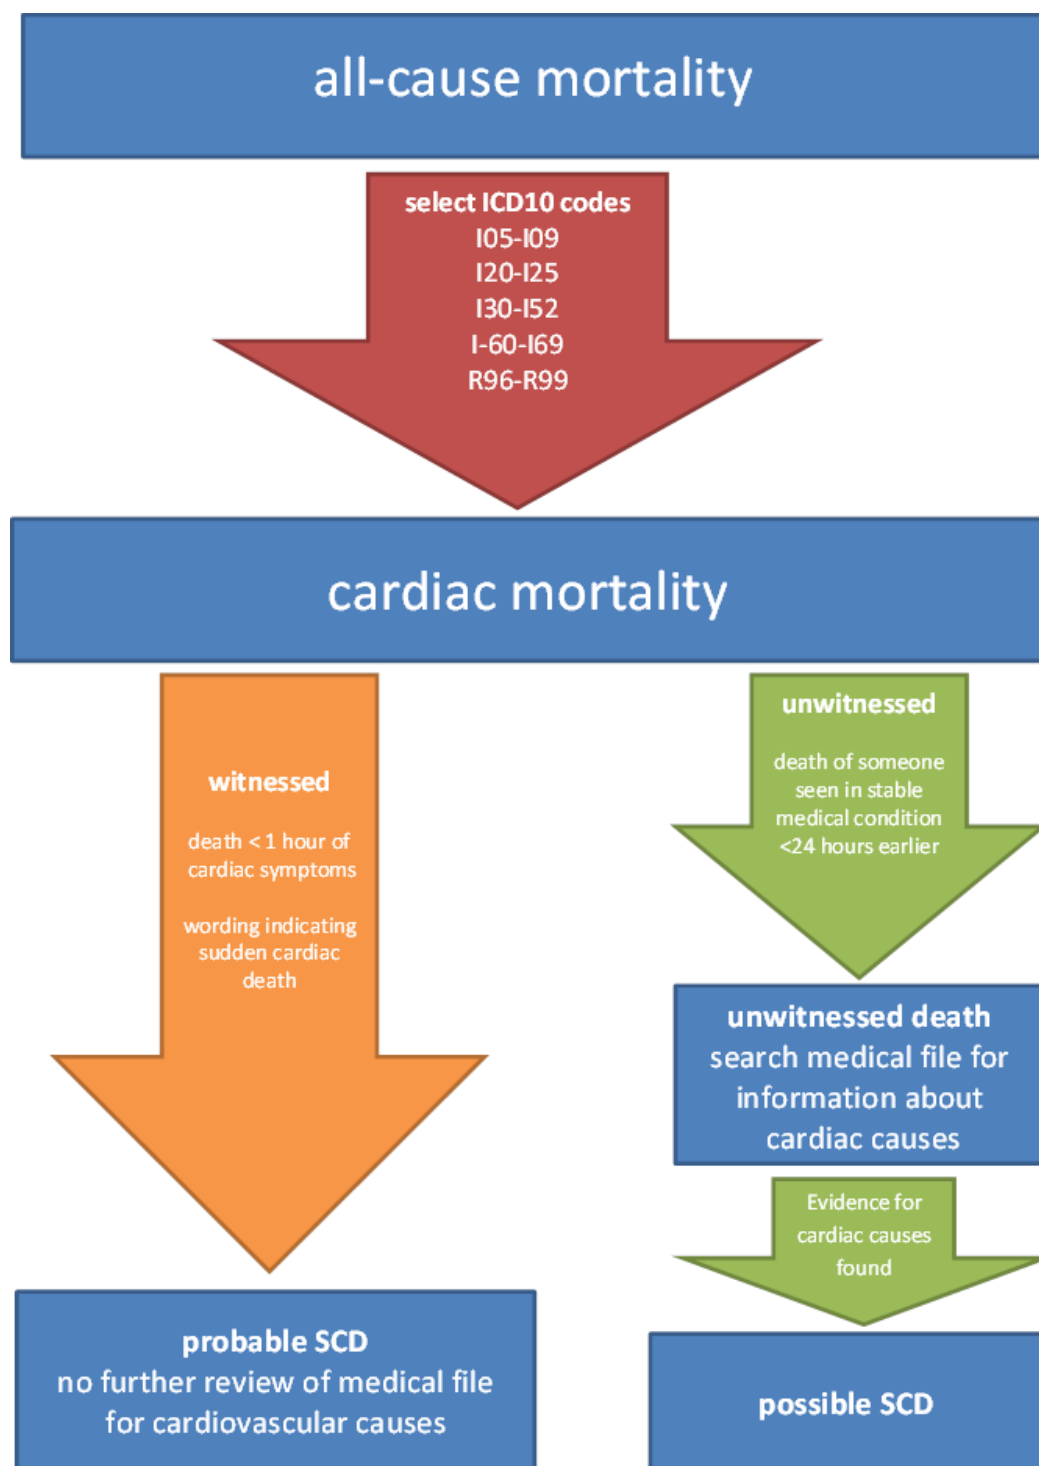 all-cause mortality
select ICD10 codes
I05-I09
I20-I25
I30-I52
I-60-I69
R96-R99
cardiac mortality
witnessed
death < 1 hour of
cardiac symptoms
wording indicating
sudden cardiac
death
unwitnessed
death of someone
seen in stable
medical condition
<24 hours earlier
unwitnessed death
search medical file for
information about
cardiac causes
Evidence for
cardiac causes
found
probable SCD
no further review of medical file
for cardiovascular causes
possible SCD